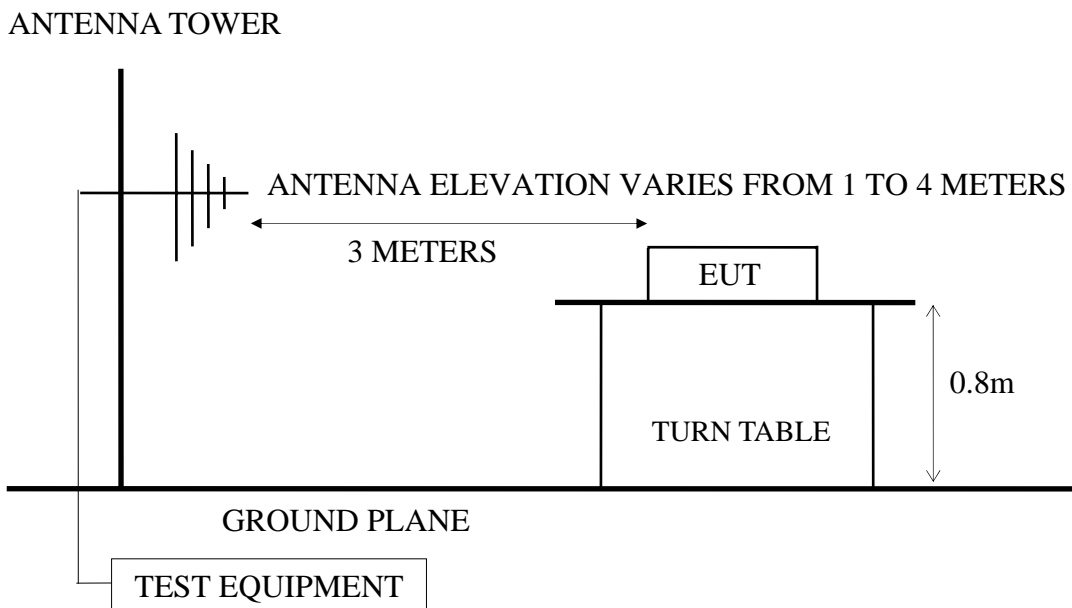 ANTENNA TOWER
ANTENNA ELEVATION VARIES FROM 1 TO 4 METERS
3 METERS
EUT
0.8m
TURN TABLE
GROUND PLANE
TEST EQUIPMENT